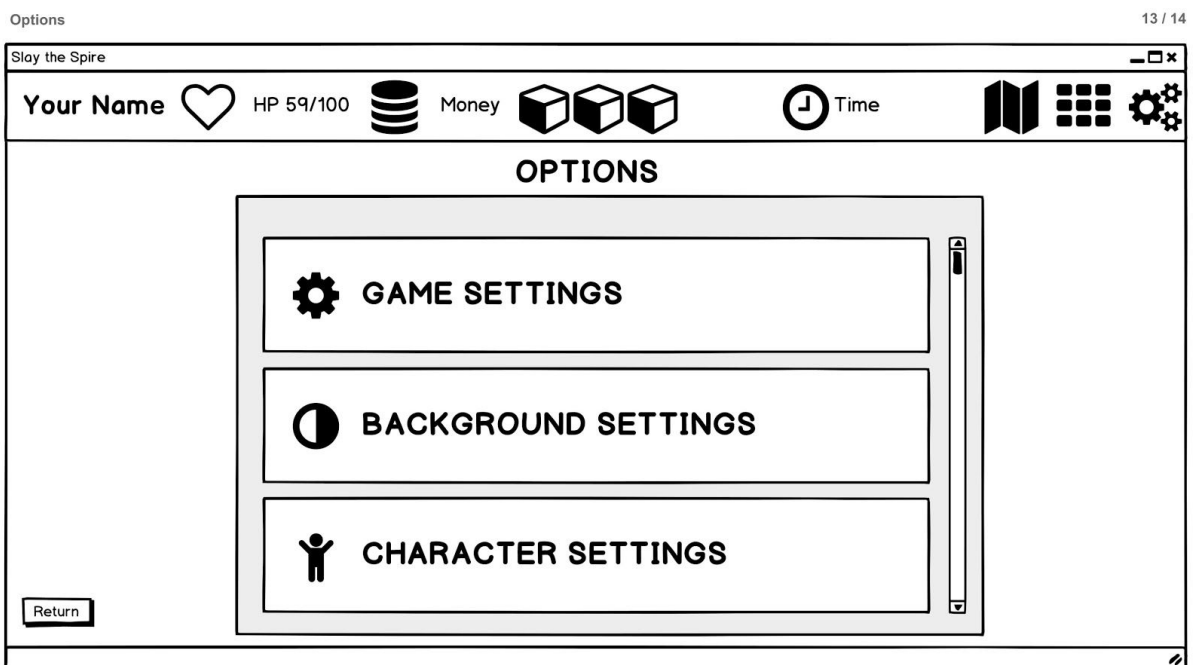 Options 13 / 14
Slay the Spire
Your Name HP 59/100 Money Time
OPTIONS
GAME SETTINGS
BACKGROUND SETTINGS
CHARACTER SETTINGS
Return